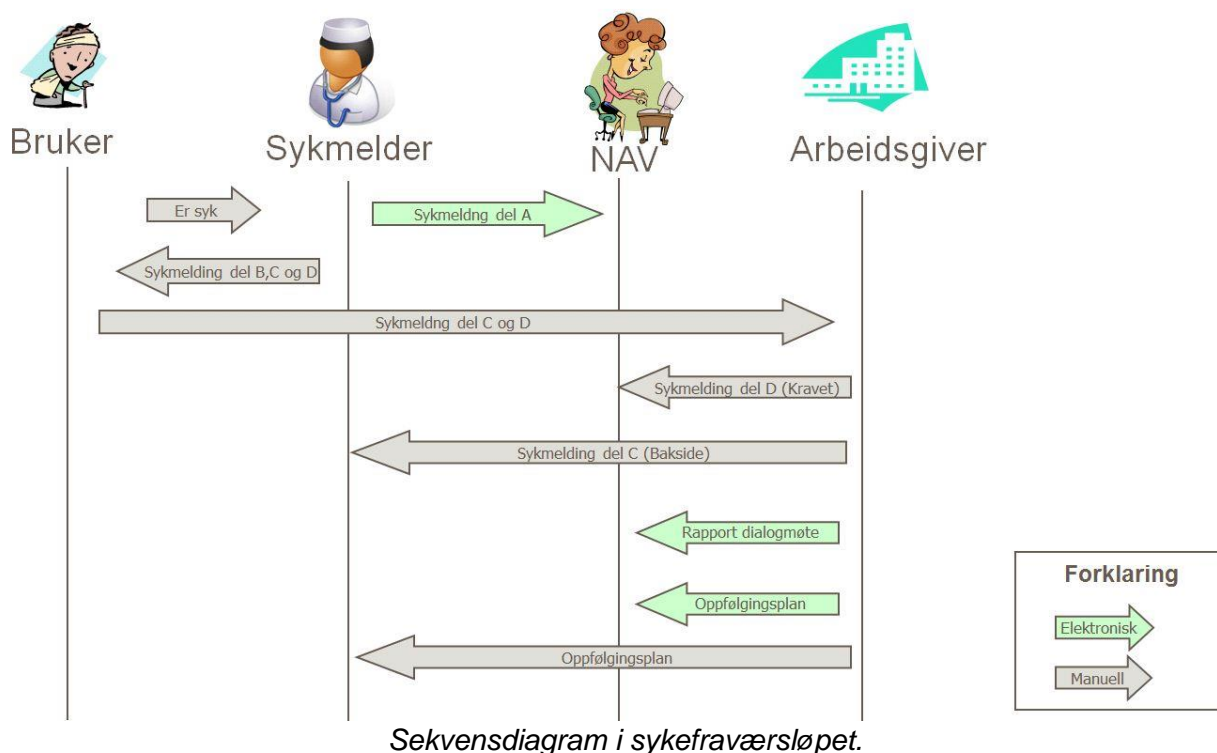 Bruker
Sykmelder
NAV
Arbeidsgiver
Er syk
Sykmeldng del A
Sykmelding del B,C og D
Sykmeldng del C og D
Sykmelding del D (Kravet)
Sykmelding del C (Bakside)
Rapport dialogmøte
Oppfølgingsplan
Oppfølgingsplan
Forklaring
Elektronisk
Manuell
Sekvensdiagram i sykefraværsløpet.